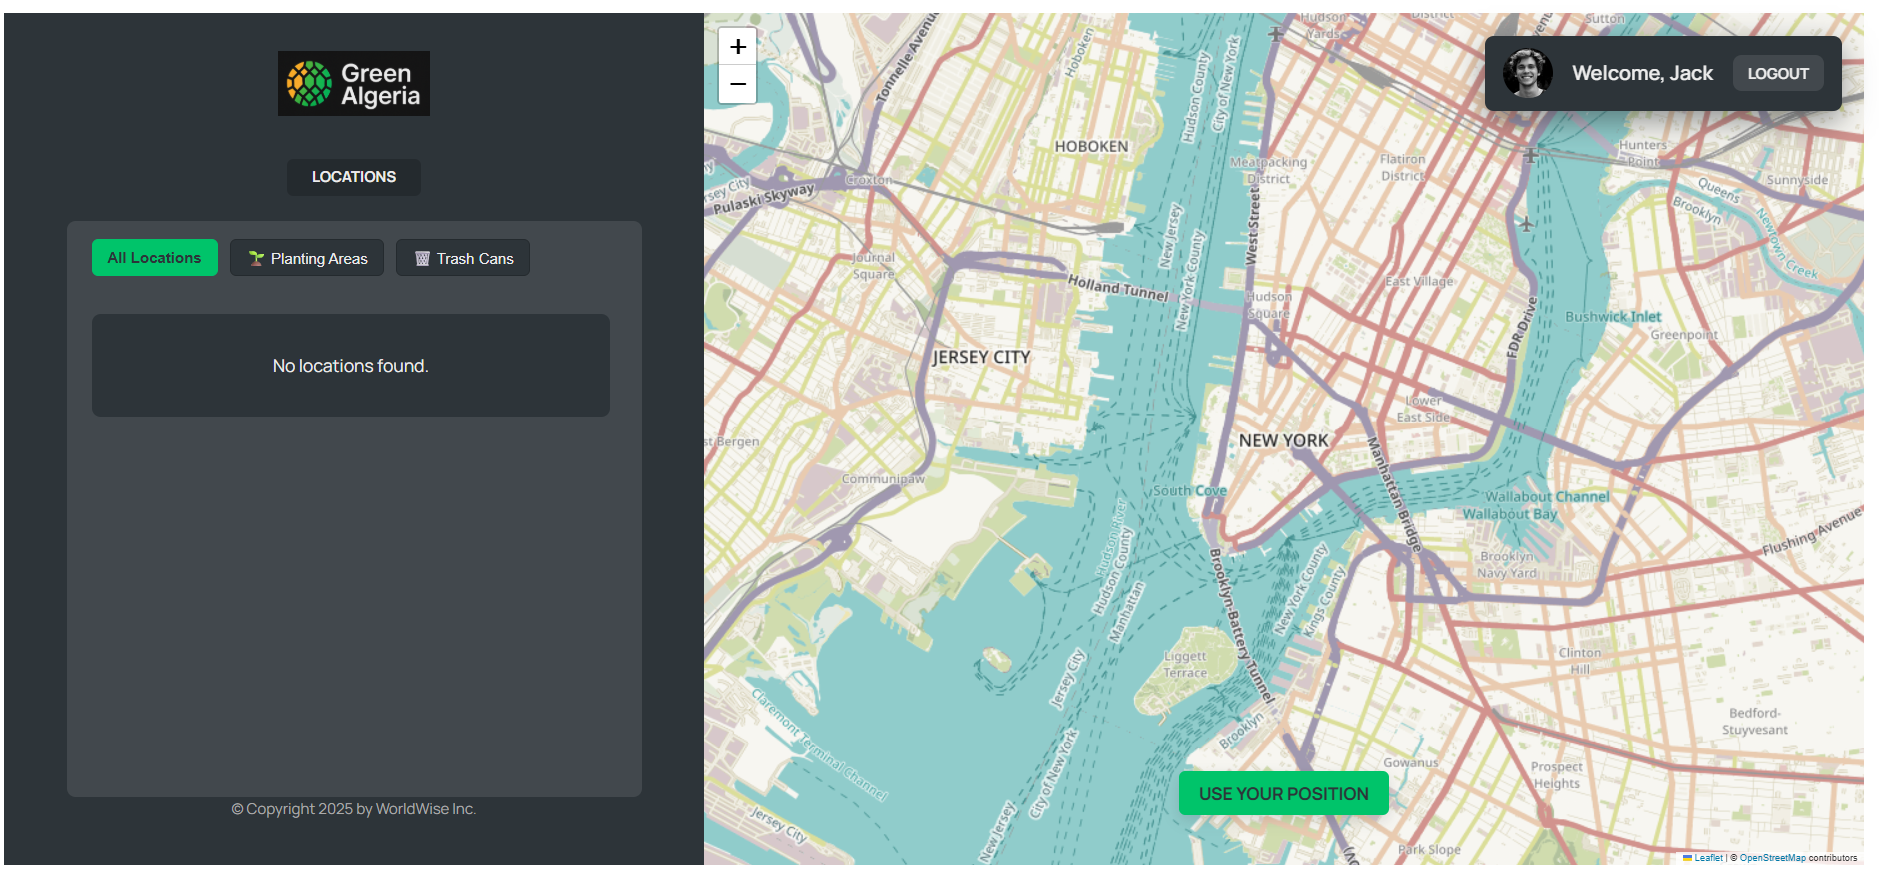 Green
Algeria
LOCATIONS
All Locations
Planting Areas
Trash Cans
No locations found.
© Copyright 2025 by WorldWise Inc.
+
−
Welcome, Jack
LOGOUT
Hudson
Yards
District
Sutton
Tonnelle Avenue
Hoboken
Hudson County
City of New York
HOBOKEN
Meatpacking
District
Flatiron
District
Hunters
Point
Sunnyside
Queens
Brooklyn
Newtown Creek
Croxton
Pulaski Skyway
West Street
New Jersey
New York County
Journal
Square
Holland Tunnel
Hudson
Square
East Village
FDR Drive
Bushwick Inlet
Greenpoint
JERSEY CITY
Lower
East Side
st Bergen
NEW YORK
Manhattan Bridge
Communipaw
South Cove
Wallabout Channel
Wallabout Bay
Flushing Avenue
Hudson River
Hudson County
Manhattan
Brooklyn
Navy Yard
Brooklyn-Battery Tunnel
New York County
Kings County
Liggett
Terrace
Clinton
Hill
Jersey City
City of New York
Claremont Terminal Channel
Brooklyn
Bedford-
Stuyvesant
Gowanus
Prospect
Heights
USE YOUR POSITION
Jersey City
New Jersey
Park Slope
Leaflet | © OpenStreetMap contributors